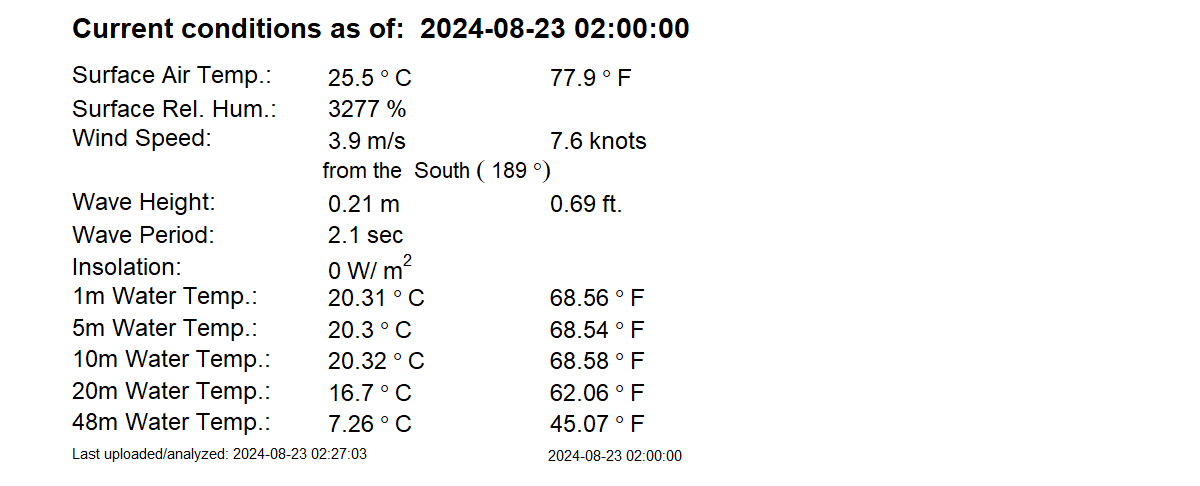 Current conditions as of: 2024-08-23 02:00:00
Surface Air Temp.: 25.5 ° C 77.9 ° F
Surface Rel. Hum.: 3277 %
Wind Speed: 3.9 m/s 7.6 knots
from the South ( 189 °)
Wave Height: 0.21 m 0.69 ft.
Wave Period: 2.1 sec
Insolation: 0 W/ m²
1m Water Temp.: 20.31 ° C 68.56 ° F
5m Water Temp.: 20.3 ° C 68.54 ° F
10m Water Temp.: 20.32 ° C 68.58 ° F
20m Water Temp.: 16.7 ° C 62.06 ° F
48m Water Temp.: 7.26 ° C 45.07 ° F
Last uploaded/analyzed: 2024-08-23 02:27:03 2024-08-23 02:00:00